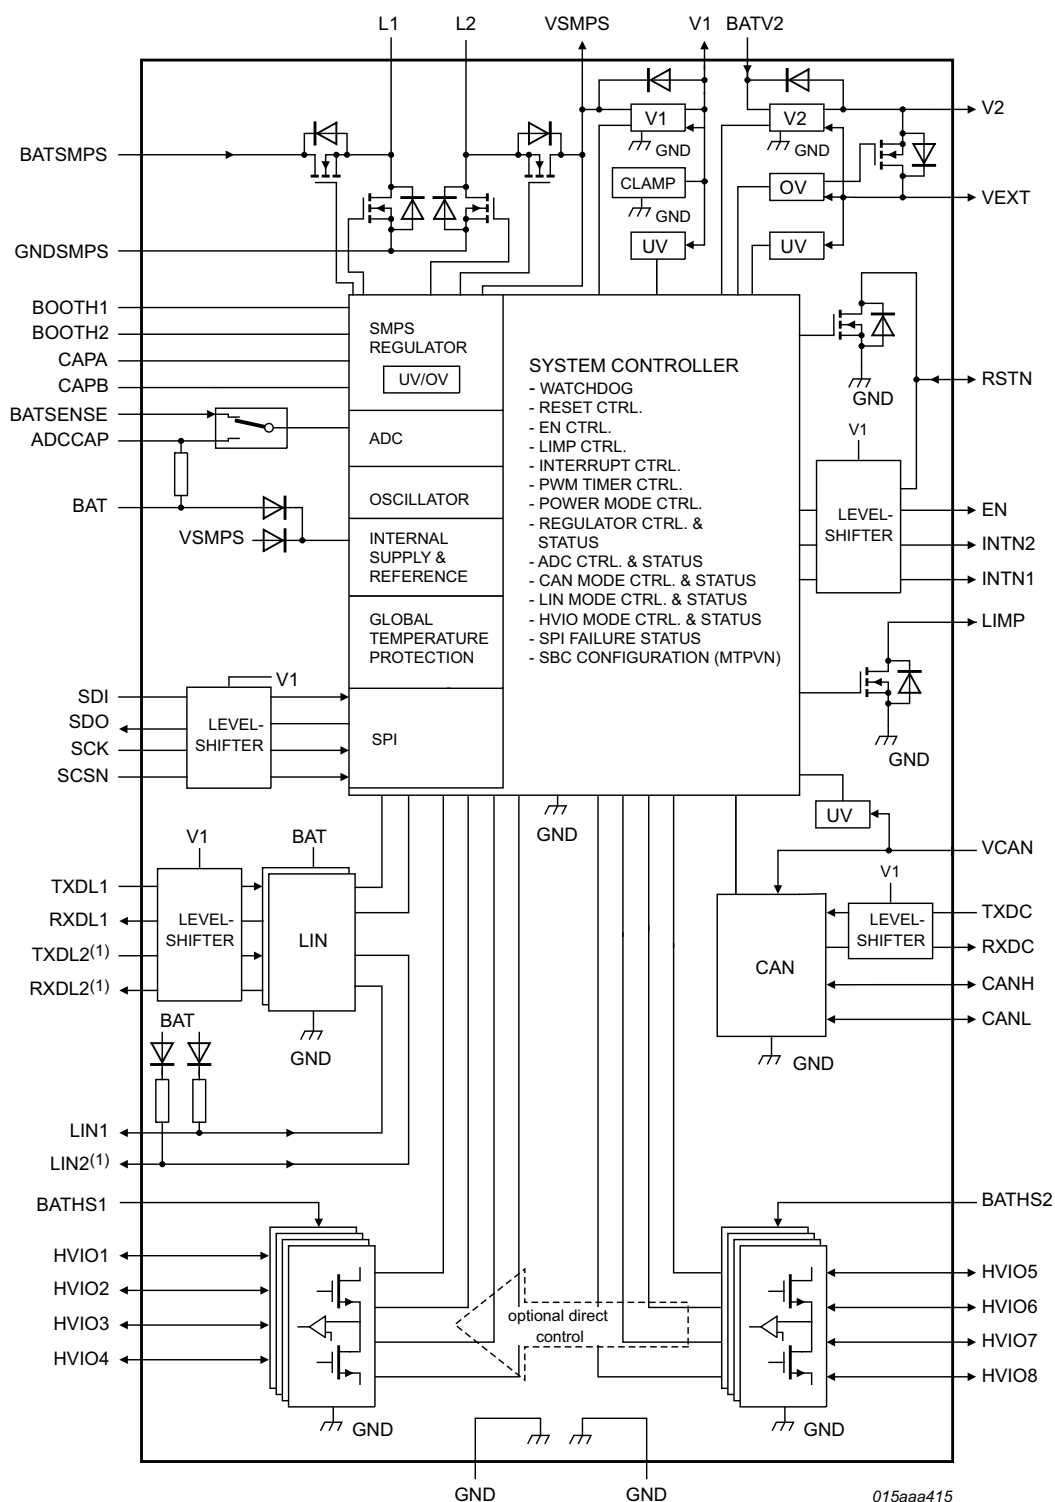 L1 L2 VSMPS V1 BATV2
V1 V2 V2
GND GND
BATSMPS
CLAMP OV
GND VEXT
GNDSMPS UV UV
BOOTH1
BOOTH2
CAPA
CAPB
BATSENSE
ADCCAP
BAT
VSMPS
SMPS
REGULATOR
UV/OV
ADC
OSCILLATOR
INTERNAL
SUPPLY &
REFERENCE
GLOBAL
TEMPERATURE
PROTECTION
SPI
SYSTEM CONTROLLER
- WATCHDOG
- RESET CTRL.
- EN CTRL.
- LIMP CTRL.
- INTERRUPT CTRL.
- PWM TIMER CTRL.
- POWER MODE CTRL.
- REGULATOR CTRL. &
STATUS
- ADC CTRL. & STATUS
- CAN MODE CTRL. & STATUS
- LIN MODE CTRL. & STATUS
- HVIO MODE CTRL. & STATUS
- SPI FAILURE STATUS
- SBC CONFIGURATION (MTPVN)
RSTN
GND
V1
LEVEL-
SHIFTER
EN
INTN2
INTN1
LIMP
GND
SDI
SDO
SCK
SCSN
V1
LEVEL-
SHIFTER
GND
UV
VCAN
V1 BAT
TXDL1
RXDL1
TXDL2(1)
RXDL2(1)
LEVEL-
SHIFTER
LIN
GND
V1
LEVEL-
SHIFTER
TXDC
RXDC
CANH
CANL
CAN
GND
BAT
LIN1
LIN2(1)
BATHS1 BATHS2
HVIO1
HVIO2
HVIO3
HVIO4
optional direct
control
HVIO5
HVIO6
HVIO7
HVIO8
GND GND
GND GND
015aaa415